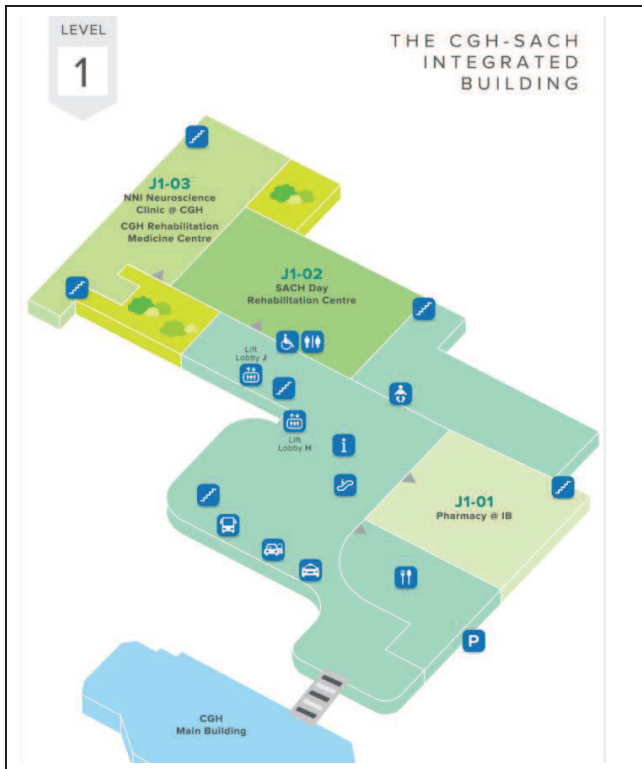 LEVEL
1
THE CGH-SACH
INTEGRATED
BUILDING
J1-03
NNI Neuroscience
Clinic @ CGH
CGH Rehabilitation
Medicine Centre
J1-02
SACH Day
Rehabilitation Centre
Lift
Lobby J
Lift
Lobby H
i
J1-01
Pharmacy @ IB
P
CGH
Main Building